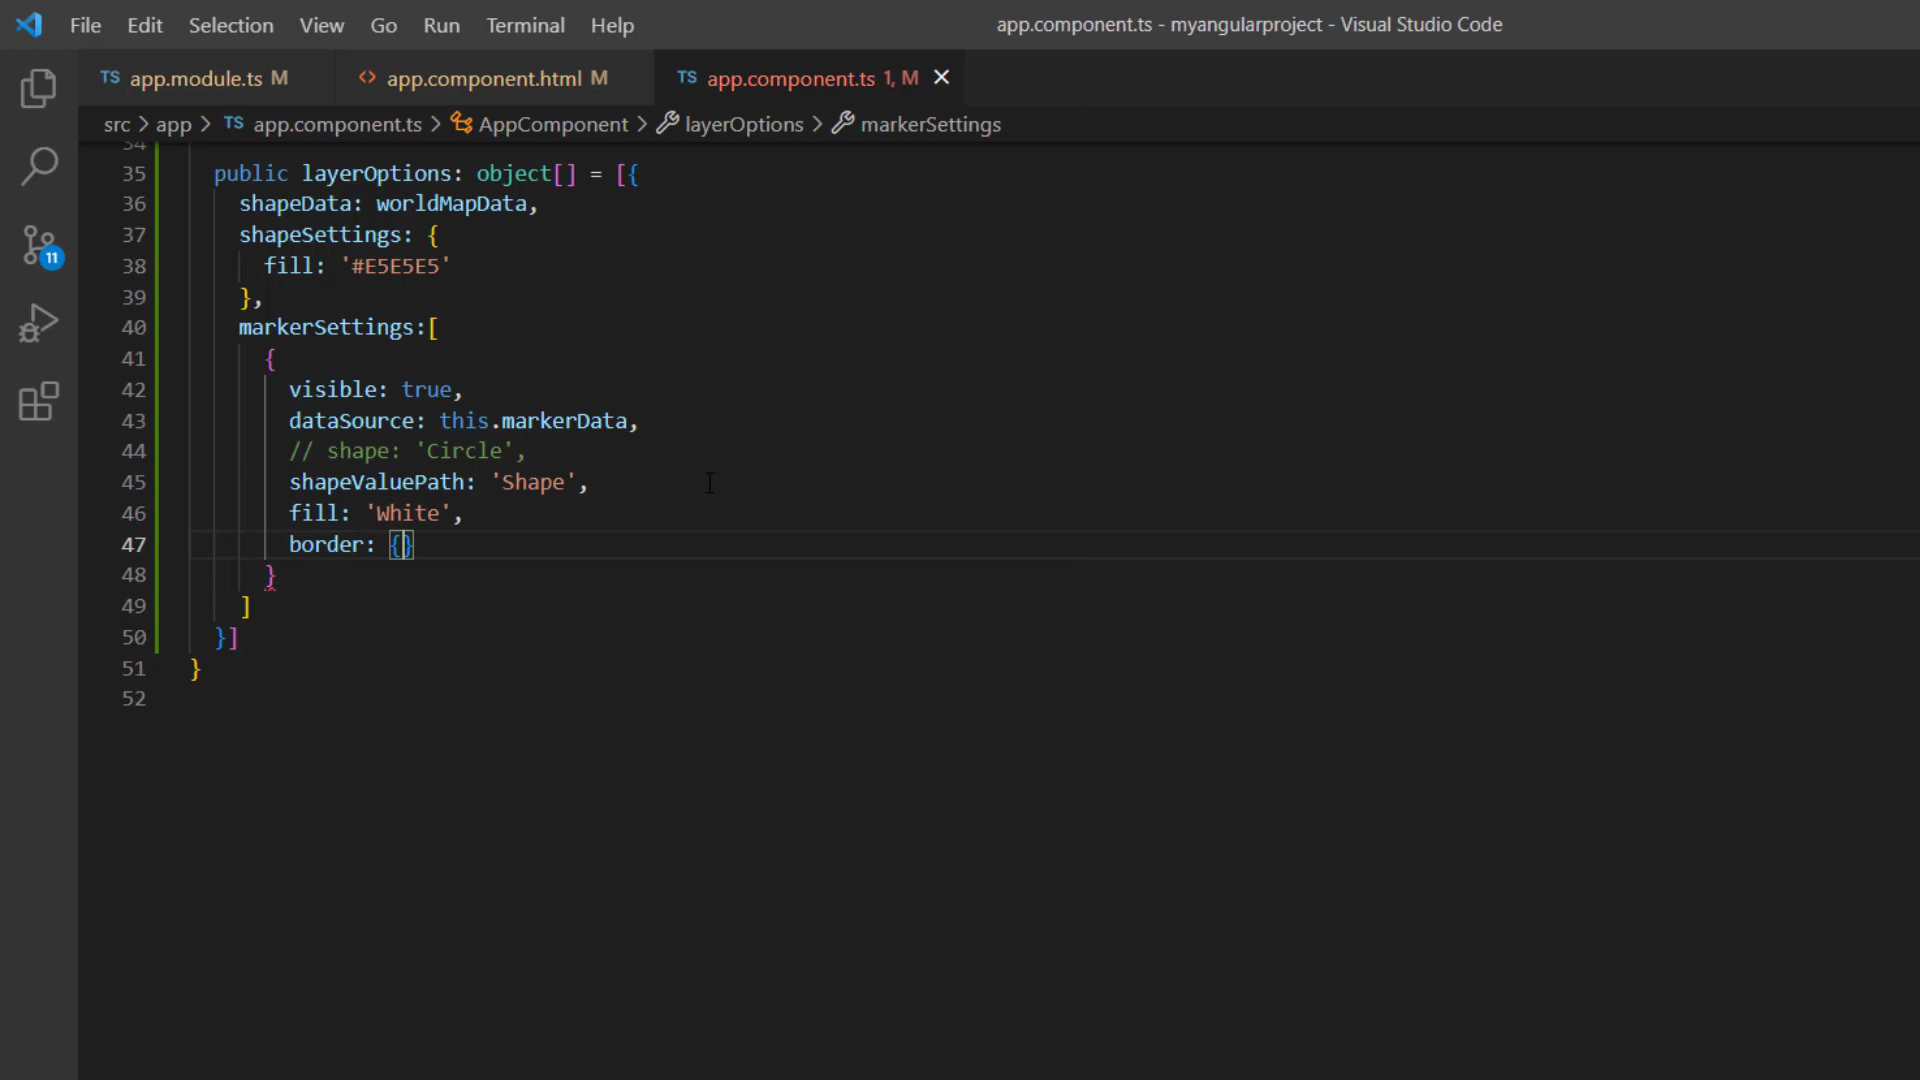 File Edit Selection View Go Run Terminal Help app.component.ts - myangularproject - Visual Studio Code
TS app.module.ts M <> app.component.html M TS app.component.ts 1, M
src > app > TS app.component.ts > AppComponent > layerOptions > markerSettings
34
35 public layerOptions: object[] = [{
36 shapeData: worldMapData,
37 shapeSettings: {
38 fill: '#E5E5E5'
39 },
40 markerSettings:[
41 {
42 visible: true,
43 dataSource: this.markerData,
44 // shape: 'Circle',
45 shapeValuePath: 'Shape',
46 fill: 'White',
47 border: {}
48 }
49 ]
50 }]
51 }
52
11